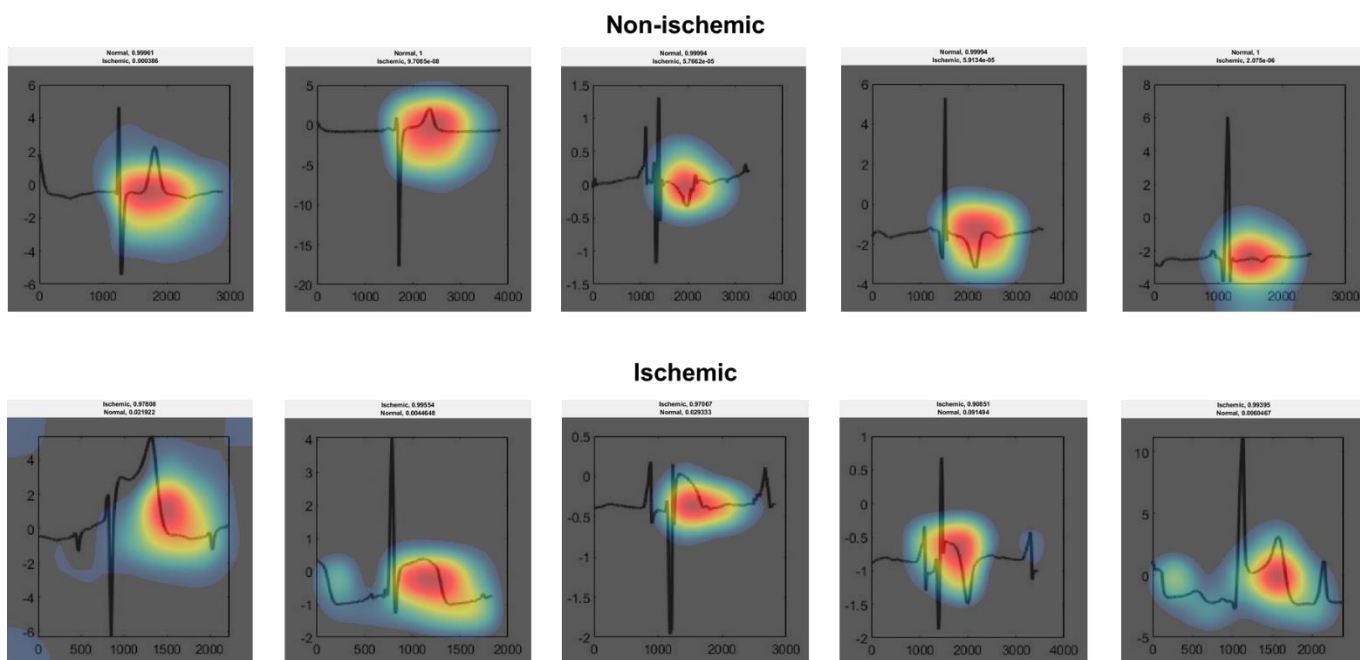 Non-ischemic
Normal, 0.99961
Ischemic, 0.000386
Normal, 1
Ischemic, 9.7085e-08
Normal, 0.99994
Ischemic, 5.7662e-05
Normal, 0.99994
Ischemic, 5.9134e-05
Normal, 1
Ischemic, 2.075e-06
6
4
2
0
-2
-4
-6
0 1000 2000 3000
5
0
-5
-10
-15
-20
0 1000 2000 3000 4000
1.5
1
0.5
0
-0.5
-1
-1.5
0 1000 2000 3000 4000
6
4
2
0
-2
-4
0 1000 2000 3000 4000
8
6
4
2
0
-2
-4
0 1000 2000 3000
Ischemic
Ischemic, 0.97808
Normal, 0.021922
Ischemic, 0.99554
Normal, 0.0044648
Ischemic, 0.97067
Normal, 0.029333
Ischemic, 0.90851
Normal, 0.091494
Ischemic, 0.99395
Normal, 0.0060467
4
2
0
-2
-4
-6
0 500 1000 1500 2000
4
3
2
1
0
-1
-2
0 500 1000 1500 2000
0.5
0
-0.5
-1
-1.5
-2
0 1000 2000 3000
1
0.5
0
-0.5
-1
-1.5
-2
0 1000 2000 3000 4000
10
5
0
-5
0 500 1000 1500 2000